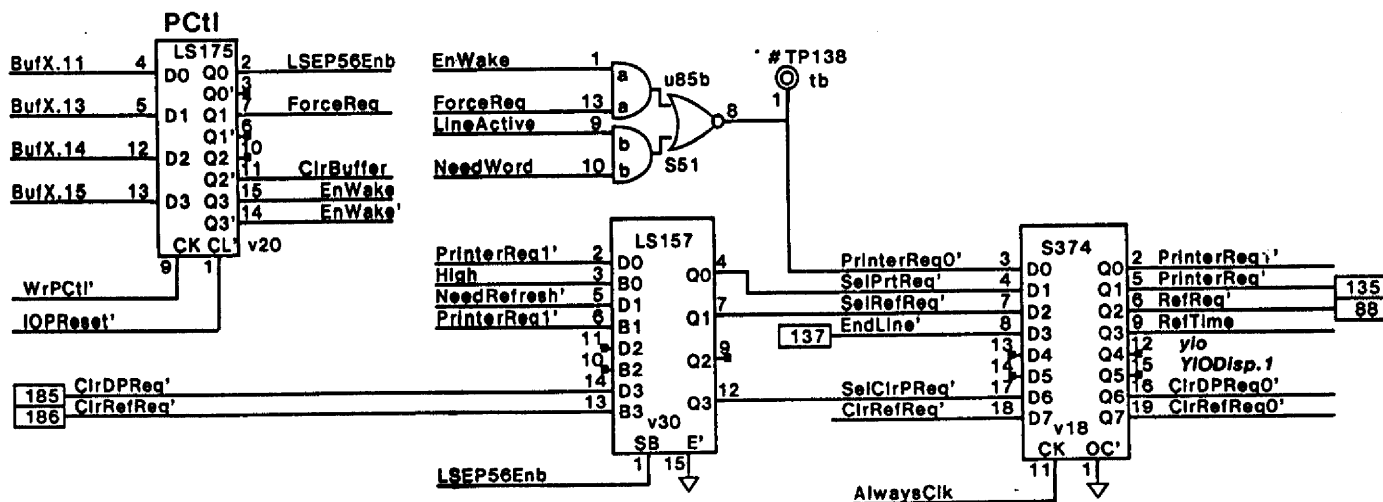 PCtl
LS175
BufX.11 4 D0 Q0 2 LSEP56Enb
Q0' 3
BufX.13 5 D1 Q1 7 ForceReq
Q1' 6
BufX.14 12 D2 Q2 10
Q2' 11 ClrBuffer
BufX.15 13 D3 Q3 15 EnWake
Q3' 14 EnWake'
CK CL' v20
9 1
WrPCtl'
IOPReset'
EnWake 1 a
ForceReq 13 a
LineActive 9 b
NeedWord 10 b
u85b
8
S51
#TP138
tb
1
LS157
PrinterReq1' 2 D0 Q0 4
High 3 B0
NeedRefresh' 5 D1 Q1 7
PrinterReq1' 6 B1
11 D2 Q2 9
10 B2
185 ClrDPReq' 14 D3 Q3 12
186 ClrRefReq' 13 B3
v30
SB E'
1 15
LSEP56Enb
S374
PrinterReq0' 3 D0 Q0 2 PrinterReq1'
SelPrtReq' 4 D1 Q1 5 PrinterReq' 135
SelRefReq' 7 D2 Q2 6 RefReq' 88
137 EndLine' 8 D3 Q3 9 RefTime
13 D4 Q4 12 yio
14 D5 Q5 15 YIODisp.1
SelClrPReq' 17 D6 Q6 16 ClrDPReq0'
ClrRefReq' 18 D7 Q7 19 ClrRefReq0'
v18
CK OC'
11 1
AlwaysClk